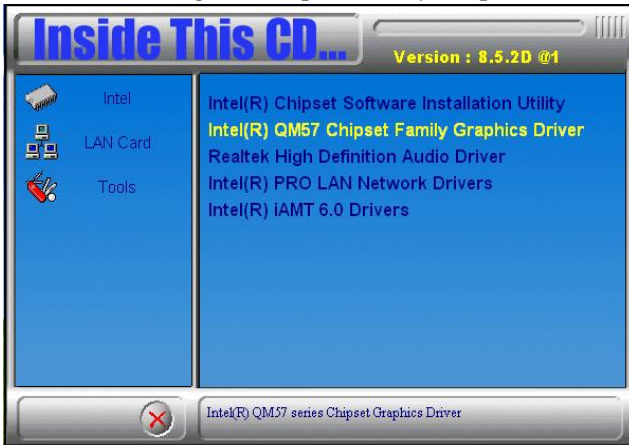 Inside This CD...
Version : 8.5.2D @1
Intel
LAN Card
Tools
Intel(R) Chipset Software Installation Utility
Intel(R) QM57 Chipset Family Graphics Driver
Realtek High Definition Audio Driver
Intel(R) PRO LAN Network Drivers
Intel(R) iAMT 6.0 Drivers
Intel(R) QM57 series Chipset Graphics Driver